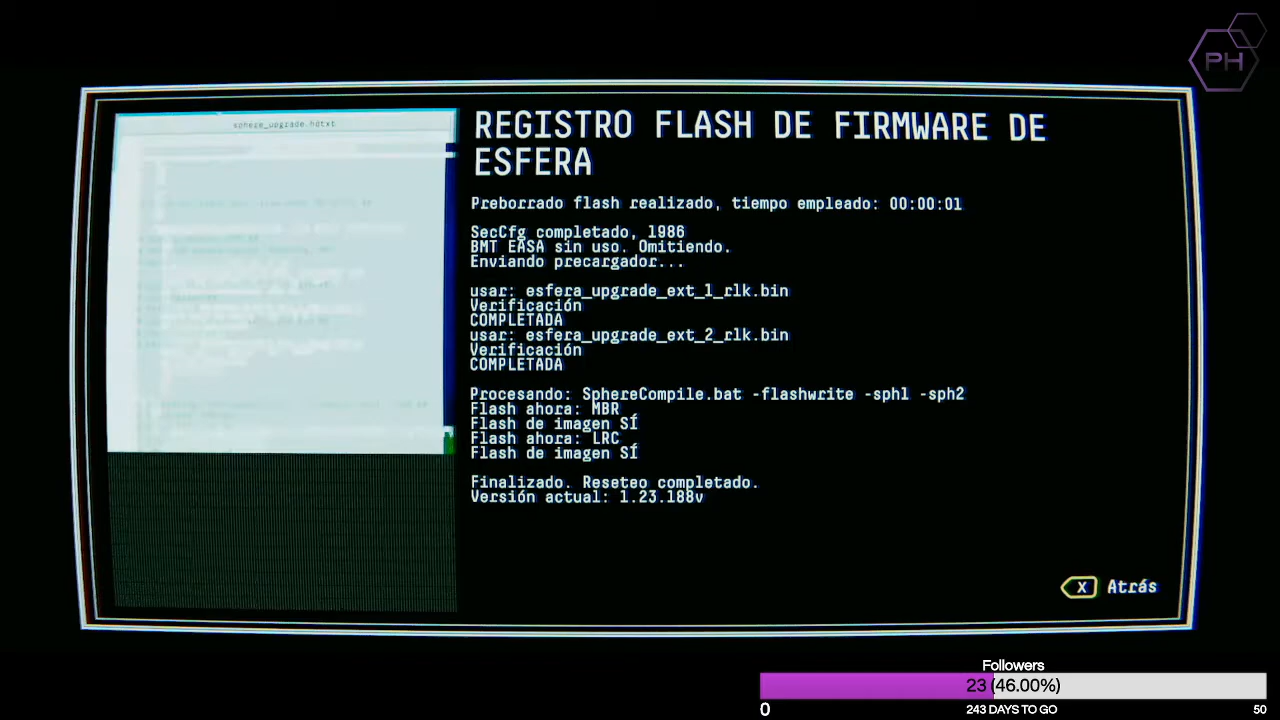 PH
sphere_upgrade.hdtxt
REGISTRO FLASH DE FIRMWARE DE
ESFERA
Preborrado flash realizado, tiempo empleado: 00:00:01
SecCfg completado, 1986
BMT EASA sin uso. Omitiendo.
Enviando precargador...
usar: esfera_upgrade_ext_1_rlk.bin
Verificación
COMPLETADA
usar: esfera_upgrade_ext_2_rlk.bin
Verificación
COMPLETADA
Procesando: SphereCompile.bat -flashwrite -sph1 -sph2
Flash ahora: MBR
Flash de imagen SÍ
Flash ahora: LRC
Flash de imagen SÍ
Finalizado. Reseteo completado.
Versión actual: 1.23.188v
X Atrás
Followers
23 (46.00%)
0 243 DAYS TO GO 50